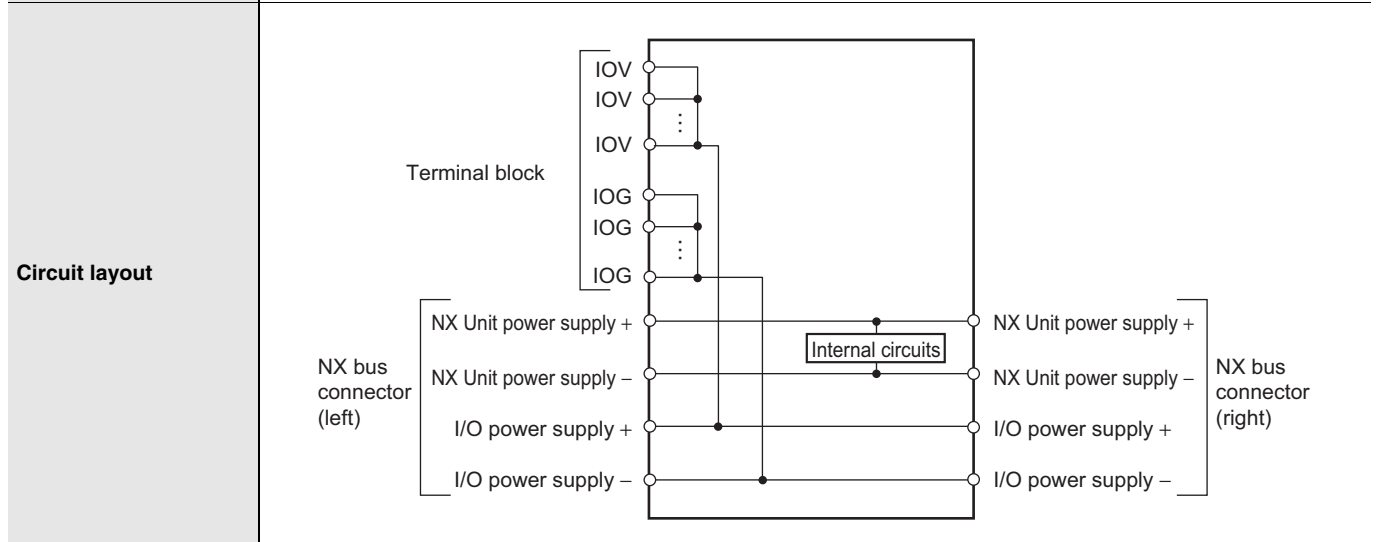 Circuit layout
Terminal block
IOV
IOV
⋮
IOV
IOG
IOG
⋮
IOG
NX bus
connector
(left)
NX Unit power supply +
NX Unit power supply −
I/O power supply +
I/O power supply −
Internal circuits
NX Unit power supply +
NX Unit power supply −
I/O power supply +
I/O power supply −
NX bus
connector
(right)